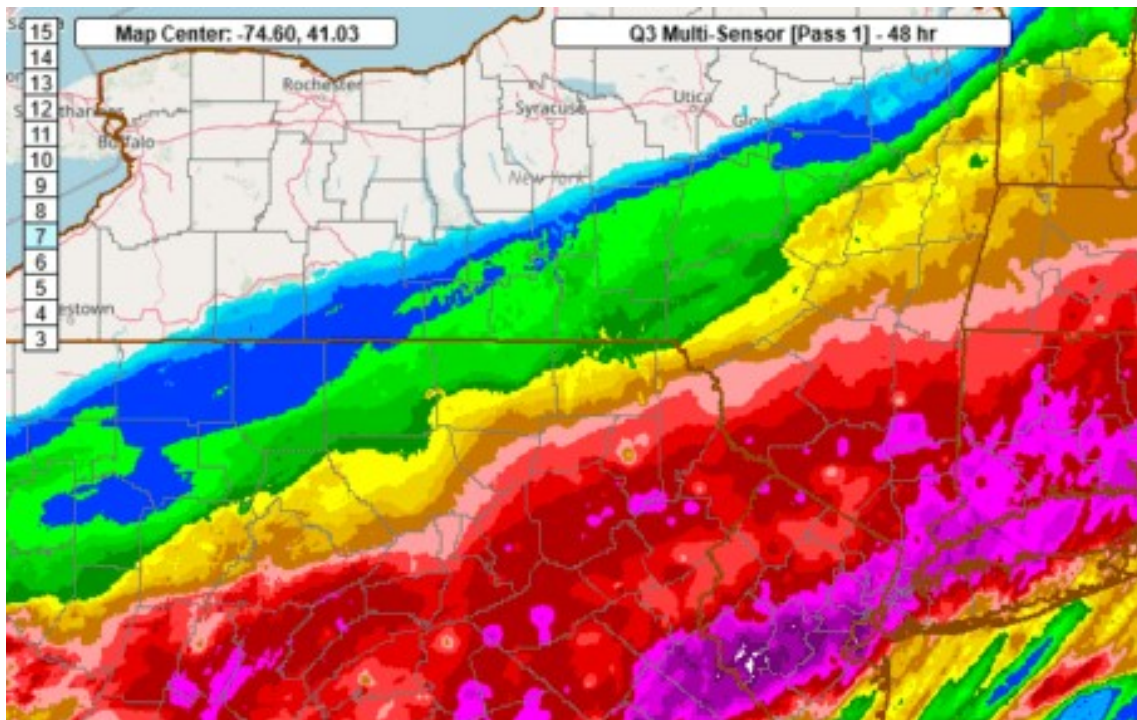 15
Map Center: -74.60, 41.03
Q3 Multi-Sensor [Pass 1] - 48 hr
14
13
12
11
10
9
8
7
6
5
4
3
Rochester
Syracuse
Utica
Buffalo
New York